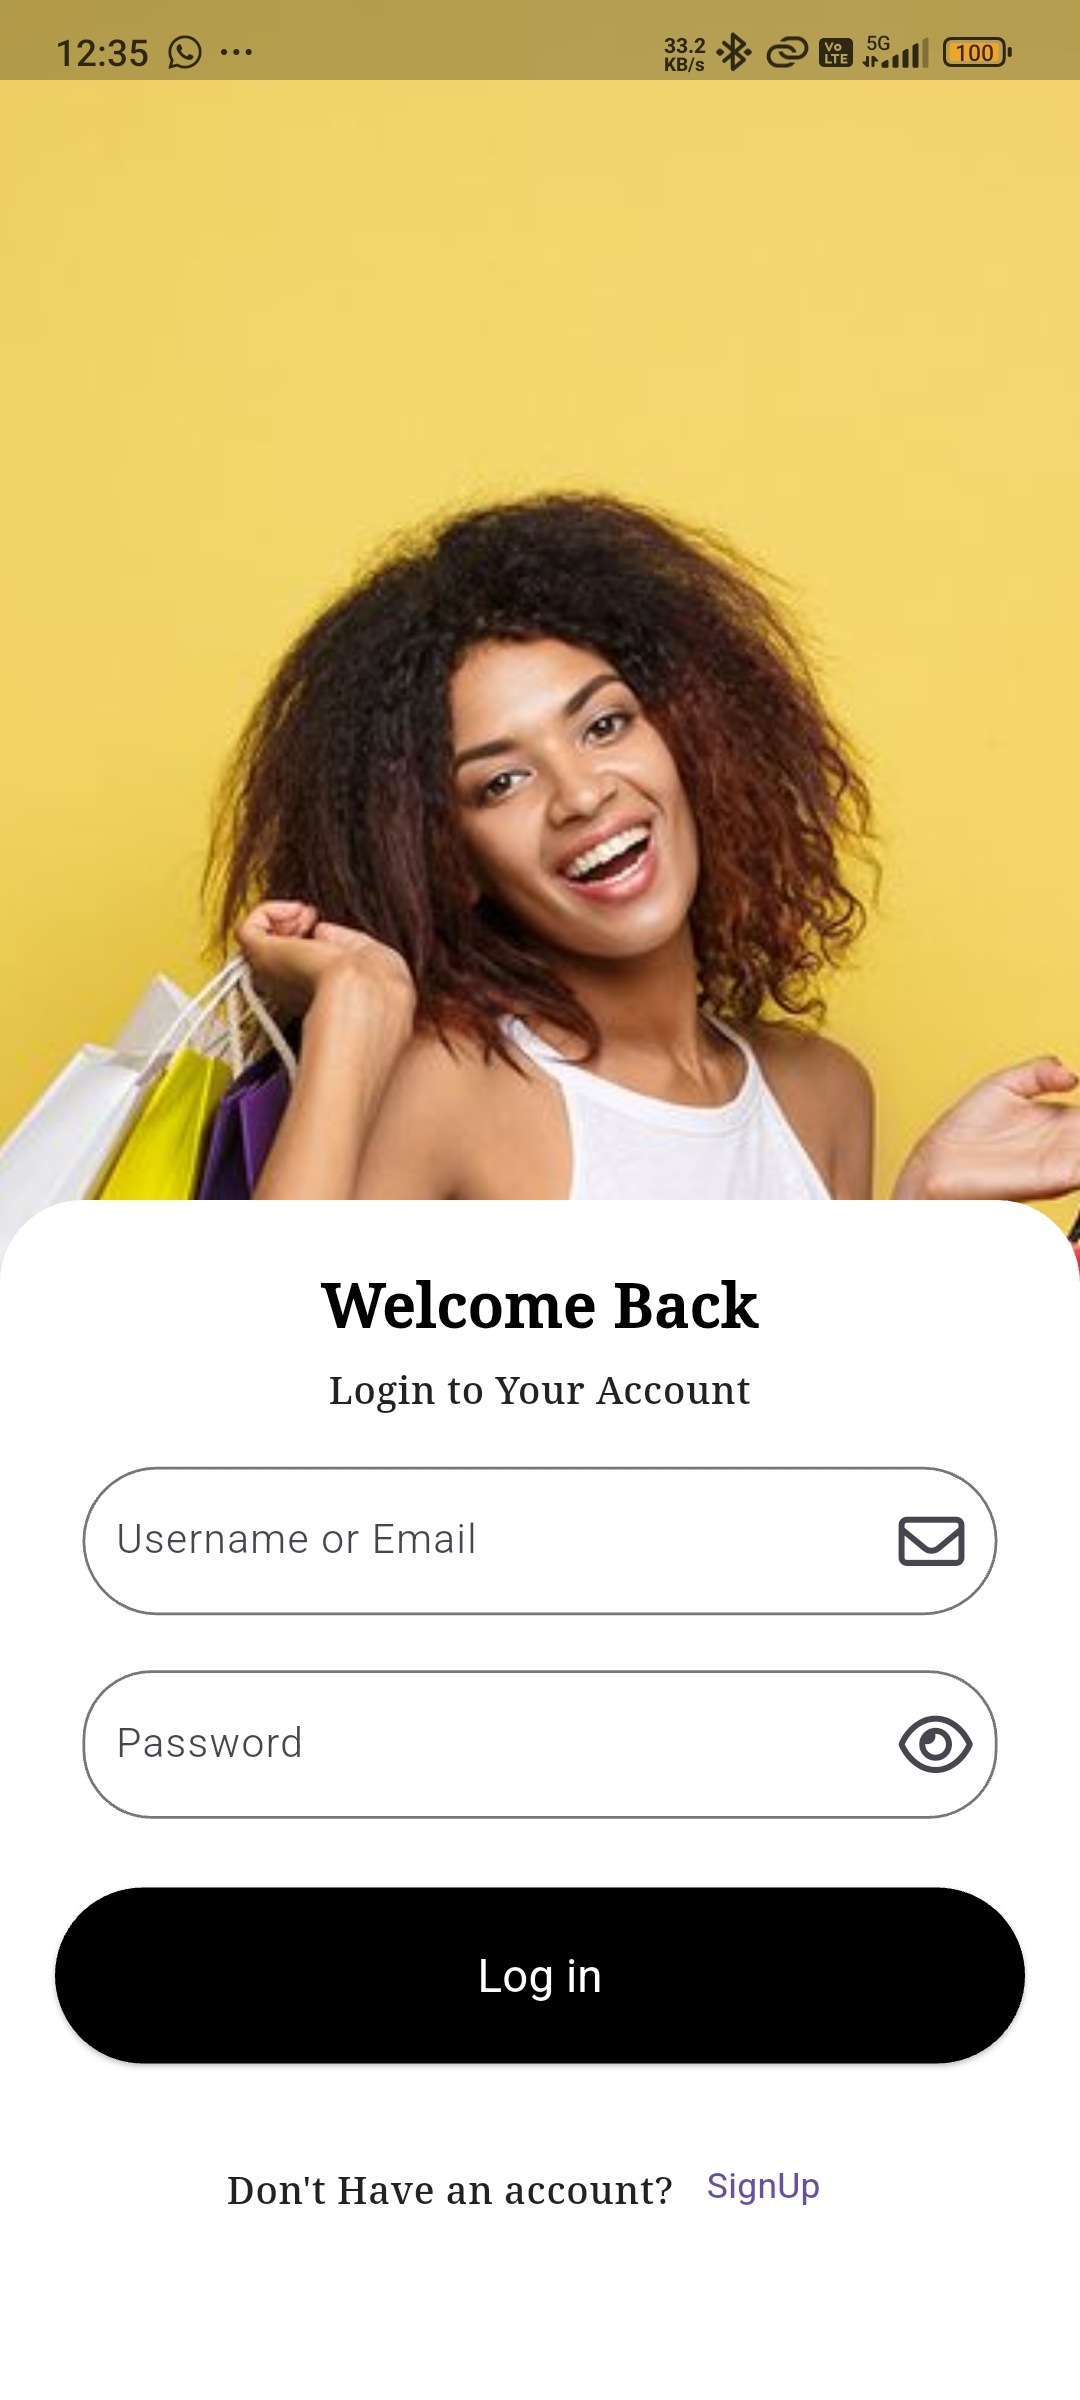 12:35 ... 33.2 KB/s Vo LTE 5G 100
Welcome Back
Login to Your Account
Username or Email
Password
Log in
Don't Have an account? SignUp